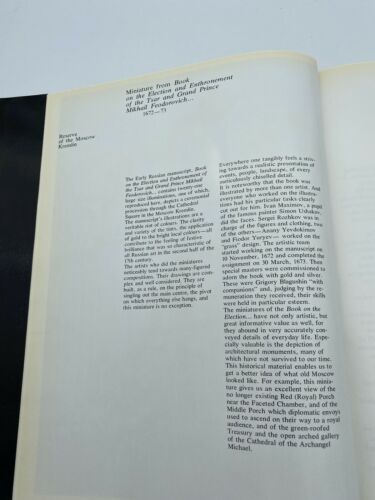 Miniature from Book
on the Election and Enthronement
of the Tsar and Grand Prince
Mikhail Feodorovich...
1672—73
Reserve
of the Moscow
Kremlin
The Early Russian manuscript, Book
on the Election and Enthronement of
the Tsar and Grand Prince Mikhail
Feodorovich... contains twenty-one
large size illustrations, one of which,
reproduced here, depicts a ceremonial
procession through the Cathedral
Square in the Moscow Kremlin.
The manuscript's illustrations are a
veritable riot of colours. The clarity
and variety of the tints, the application
of gold to the bright local colours—all
contribute to the feeling of festive
brilliance that was so characteristic of
all Russian art in the second half of the
17th century.
The artists who did the miniatures
noticeably tend towards many-figured
compositions. Their drawings are com-
plex and well considered. They are
built, as a rule, on the principle of
singling out the main centre, the pivot
on which everything else hangs, and
this miniature is no exception.
Everywhere one tangibly feels a striv-
ing towards a realistic presentation of
events, people, landscape, of every
meticulously chiselled detail.
It is noteworthy that the book was
illustrated by more than one artist. And
everyone who worked on the illustra-
tions had his particular tasks clearly
cut out for him. Ivan Maximov, a pupil
of the famous painter Simon Ushakov,
did the faces. Sergei Rozhkov was in
charge of the figures and clothing, two
of the others— Anany Yevdokimov
and Fiodor Yuryev— worked on the
"grass" design. The artistic team
started working on the manuscript on
10 November, 1672 and completed the
assignment on 30 March, 1673. Then
special masters were commissioned to
adorn the book with gold and silver.
These were Grigory Blagushin "with
companions" and, judging by the re-
muneration they received, their skills
were held in particular esteem.
The miniatures of the Book on the
Election... have not only artistic, but
great informative value as well, for
they abound in very accurately con-
veyed details of everyday life. Espe-
cially valuable is the depiction of
architectural monuments, many of
which have not survived to our time.
This historical material enables us to
get a better idea of what old Moscow
looked like. For example, this minia-
ture gives us an excellent view of the
no longer existing Red (Royal) Porch
near the Faceted Chamber, and of the
Middle Porch which diplomatic envoys
used to ascend on their way to a royal
audience, and of the green-roofed
Treasury and the open arched gallery
of the Cathedral of the Archangel
Michael.